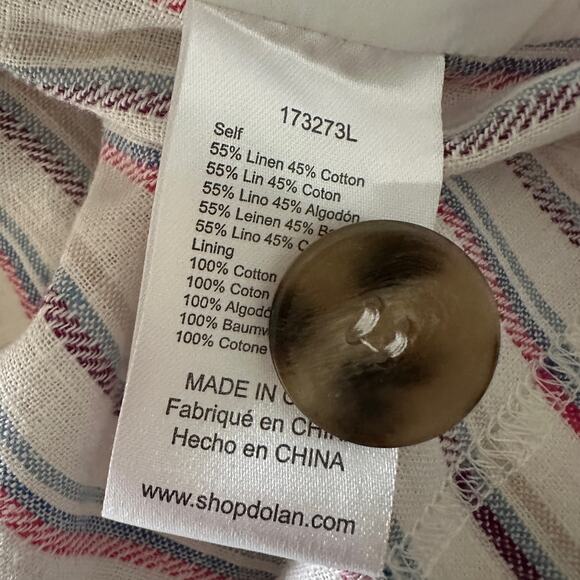 173273L
Self
55% Linen 45% Cotton
55% Lin 45% Coton
55% Lino 45% Algodón
55% Leinen 45%
55% Lino 45%
Lining
100% Cotton
100% Coton
100%
100%
100% Cotone
MADE IN
Fabriqué en
Hecho en CHINA
www.shopdolan.com